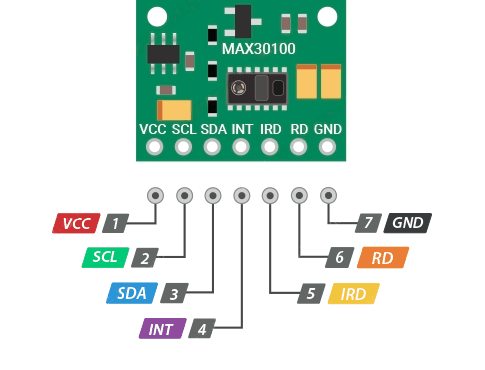 MAX30100
VCC SCL SDA INT IRD RD GND
VCC 1
7 GND
SCL 2
6 RD
SDA 3
5 IRD
INT 4